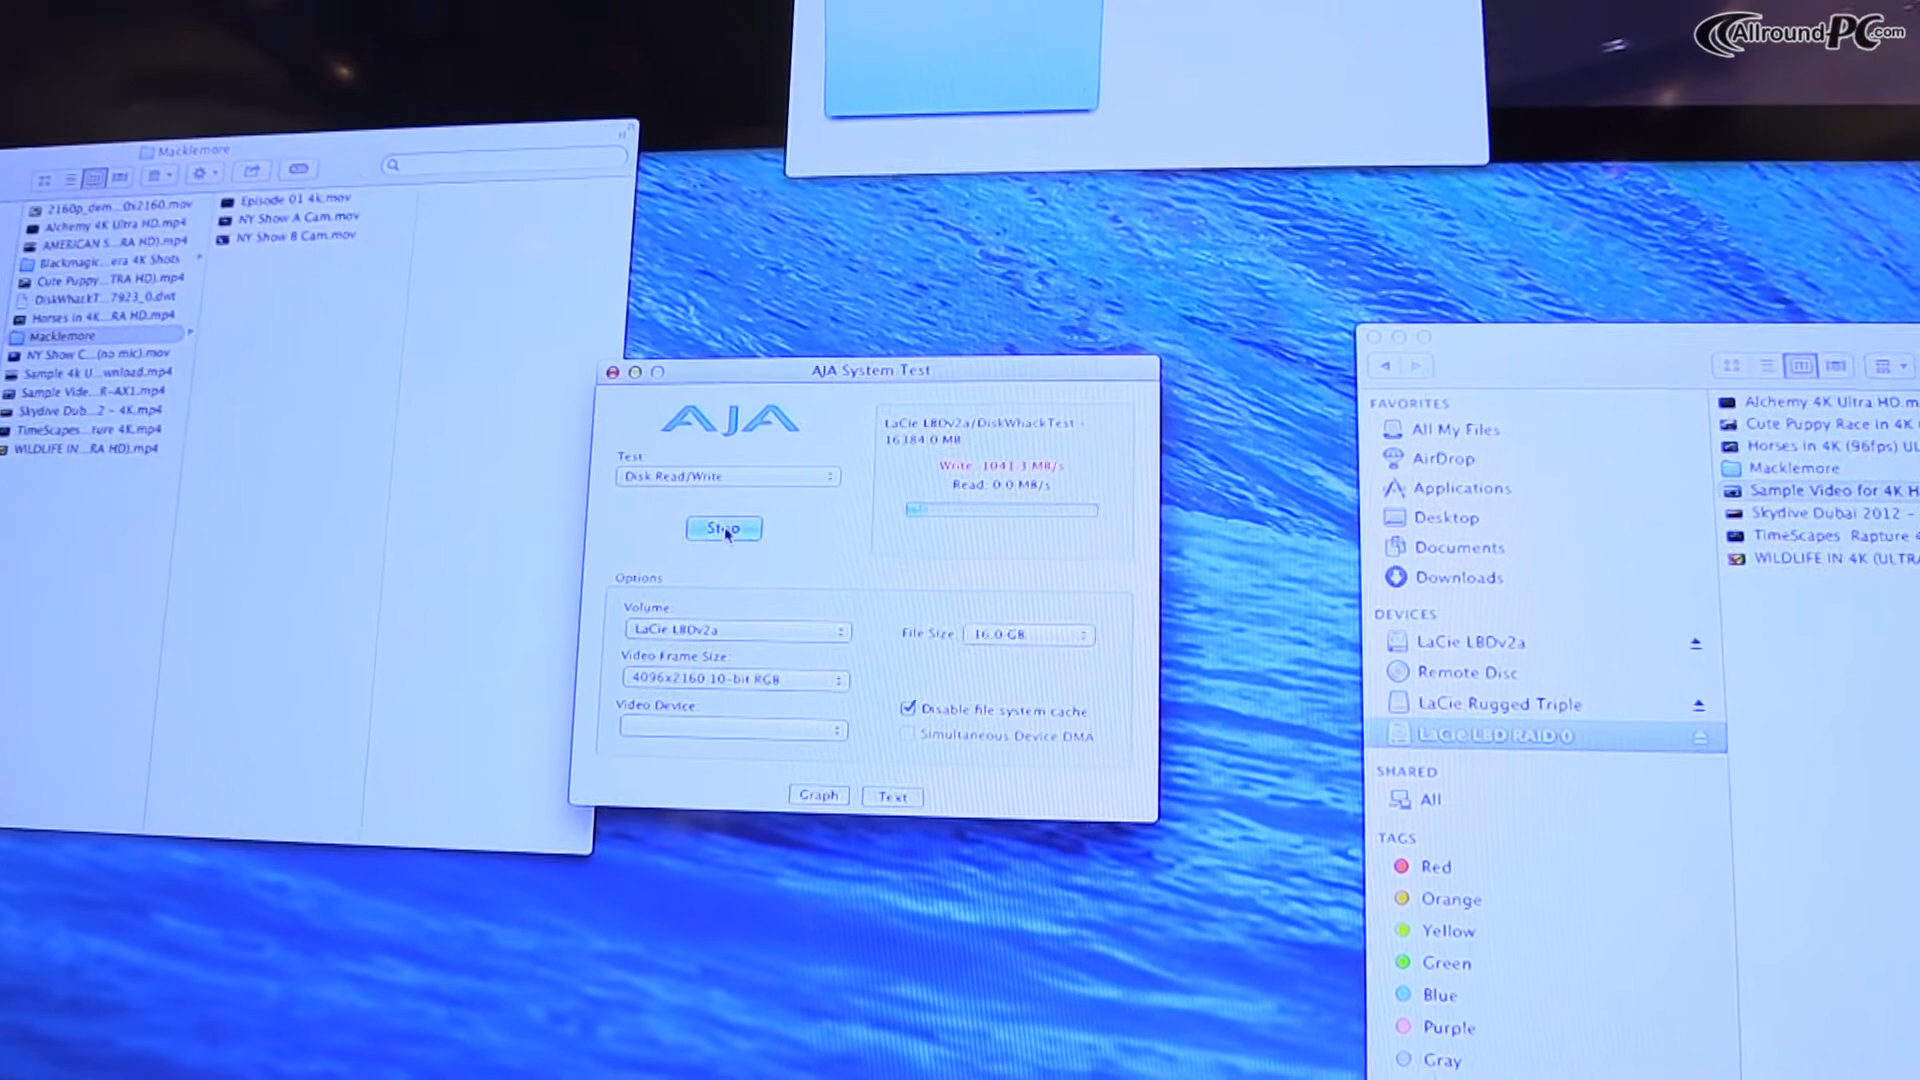 AllroundPC.com
Macklemore
2160p_dem...0x2160.mov
Alchemy 4K Ultra HD.mp4
AMERICAN S...RA HD).mp4
Blackmagic...era 4K Shots
Cute Puppy...TRA HD).mp4
DiskWhackT...7923_0.dwt
Horses in 4K...RA HD).mp4
Macklemore
NY Show C...(no mic).mov
Sample 4k U...wnload.mp4
Sample Vide...R-AX1.mp4
Skydive Dub...2 - 4K.mp4
TimeScapes...ture 4K.mp4
WILDLIFE IN...RA HD).mp4
Episode 01 4k.mov
NY Show A Cam.mov
NY Show B Cam.mov
AJA System Test
AJA
Test
Disk Read/Write
Stop
LaCie LBDv2a/DiskWhackTest -
16384.0 MB
Write: 1041.3 MB/s
Read: 0.0 MB/s
Options
Volume
LaCie LBDv2a
File Size
16.0 GB
Video Frame Size
4096x2160 10-bit RGB
Video Device
Disable file system cache
Simultaneous Device DMA
Graph
Text
FAVORITES
All My Files
AirDrop
Applications
Desktop
Documents
Downloads
DEVICES
LaCie LBDv2a
Remote Disc
LaCie Rugged Triple
LaCie LBD RAID 0
SHARED
All...
TAGS
Red
Orange
Yellow
Green
Blue
Purple
Gray
Alchemy 4K Ultra HD.m
Cute Puppy Race in 4K
Horses in 4K (96fps) UL
Macklemore
Sample Video for 4K H
Skydive Dubai 2012 -
TimeScapes Rapture 4
WILDLIFE IN 4K (ULTRA